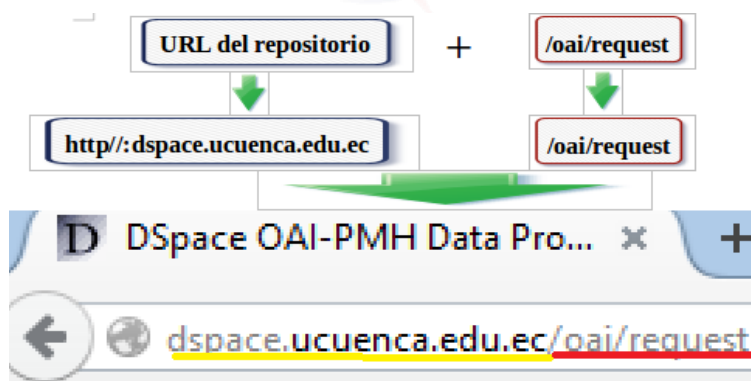 URL del repositorio + /oai/request
http//:dspace.ucuenca.edu.ec /oai/request
D DSpace OAI-PMH Data Pro... × +
dspace.ucuenca.edu.ec/oai/request